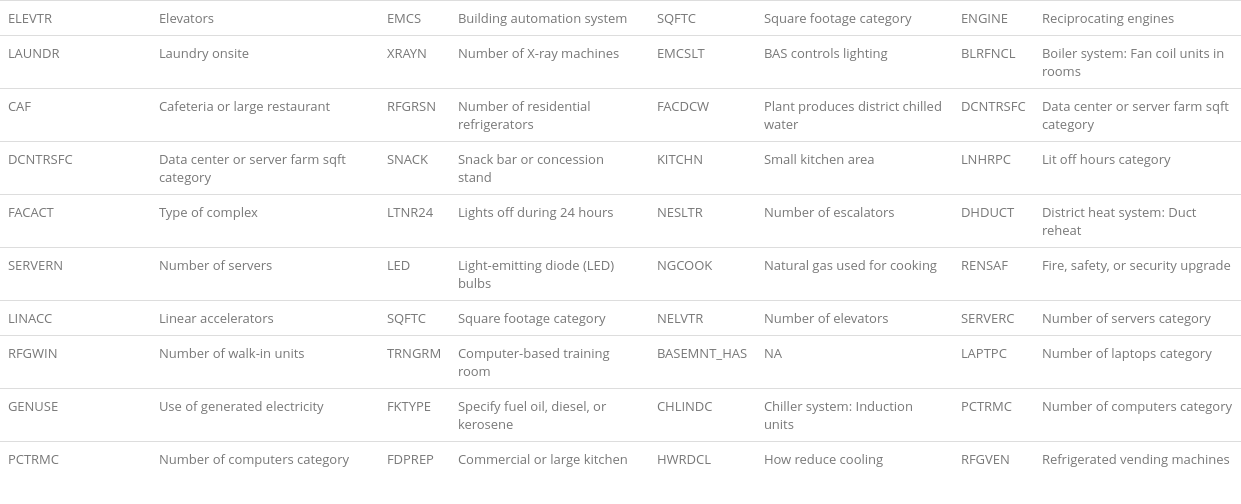 ELEVTR Elevators EMCS Building automation system SQFTC Square footage category ENGINE Reciprocating engines
LAUNDR Laundry onsite XRAYN Number of X-ray machines EMCSLT BAS controls lighting BLRFNCL Boiler system: Fan coil units in
rooms
CAF Cafeteria or large restaurant RFGRSN Number of residential FACDCW Plant produces district chilled DCNTRSFC Data center or server farm sqft
refrigerators water category
DCNTRSFC Data center or server farm sqft SNACK Snack bar or concession KITCHN Small kitchen area LNHRPC Lit off hours category
category stand
FACACT Type of complex LTNR24 Lights off during 24 hours NESLTR Number of escalators DHDUCT District heat system: Duct
reheat
SERVERN Number of servers LED Light-emitting diode (LED) NGCOOK Natural gas used for cooking RENSAF Fire, safety, or security upgrade
bulbs
LINACC Linear accelerators SQFTC Square footage category NELVTR Number of elevators SERVERC Number of servers category
RFGWIN Number of walk-in units TRNGRM Computer-based training BASEMNT_HAS NA LAPTPC Number of laptops category
room
GENUSE Use of generated electricity FKTYPE Specify fuel oil, diesel, or CHLINDC Chiller system: Induction PCTRMC Number of computers category
kerosene units
PCTRMC Number of computers category FDPREP Commercial or large kitchen HWRDCL How reduce cooling RFGVEN Refrigerated vending machines